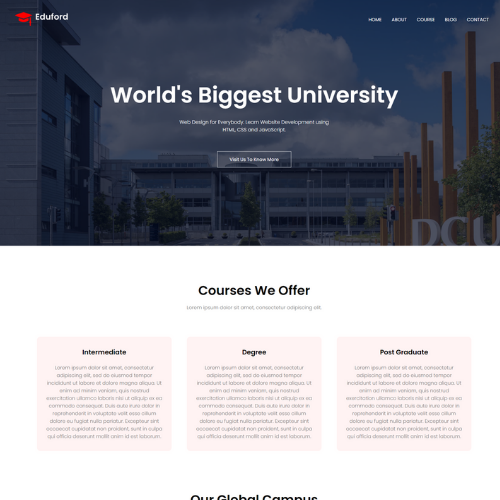 Eduford
HOME ABOUT COURSE BLOG CONTACT
World's Biggest University
Web Design for Everybody. Learn Website Development using
HTML, CSS and JavaScript.
Visit Us To Know More
DCU
Courses We Offer
Lorem ipsum dolor sit amet, consectetur adipiscing elit.
Intermediate
Lorem ipsum dolor sit amet, consectetur
adipiscing elit, sed do eiusmod tempor
incididunt ut labore et dolore magna aliqua. Ut
enim ad minim veniam, quis nostrud
exercitation ullamco laboris nisi ut aliquip ex ea
commodo consequat. Duis aute irure dolor in
reprehenderit in voluptate velit esse cillum
dolore eu fugiat nulla pariatur. Excepteur sint
occaecat cupidatat non proident, sunt in culpa
qui officia deserunt mollit anim id est laborum.
Degree
Lorem ipsum dolor sit amet, consectetur
adipiscing elit, sed do eiusmod tempor
incididunt ut labore et dolore magna aliqua. Ut
enim ad minim veniam, quis nostrud
exercitation ullamco laboris nisi ut aliquip ex ea
commodo consequat. Duis aute irure dolor in
reprehenderit in voluptate velit esse cillum
dolore eu fugiat nulla pariatur. Excepteur sint
occaecat cupidatat non proident, sunt in culpa
qui officia deserunt mollit anim id est laborum.
Post Graduate
Lorem ipsum dolor sit amet, consectetur
adipiscing elit, sed do eiusmod tempor
incididunt ut labore et dolore magna aliqua. Ut
enim ad minim veniam, quis nostrud
exercitation ullamco laboris nisi ut aliquip ex ea
commodo consequat. Duis aute irure dolor in
reprehenderit in voluptate velit esse cillum
dolore eu fugiat nulla pariatur. Excepteur sint
occaecat cupidatat non proident, sunt in culpa
qui officia deserunt mollit anim id est laborum.
Our Global Campus